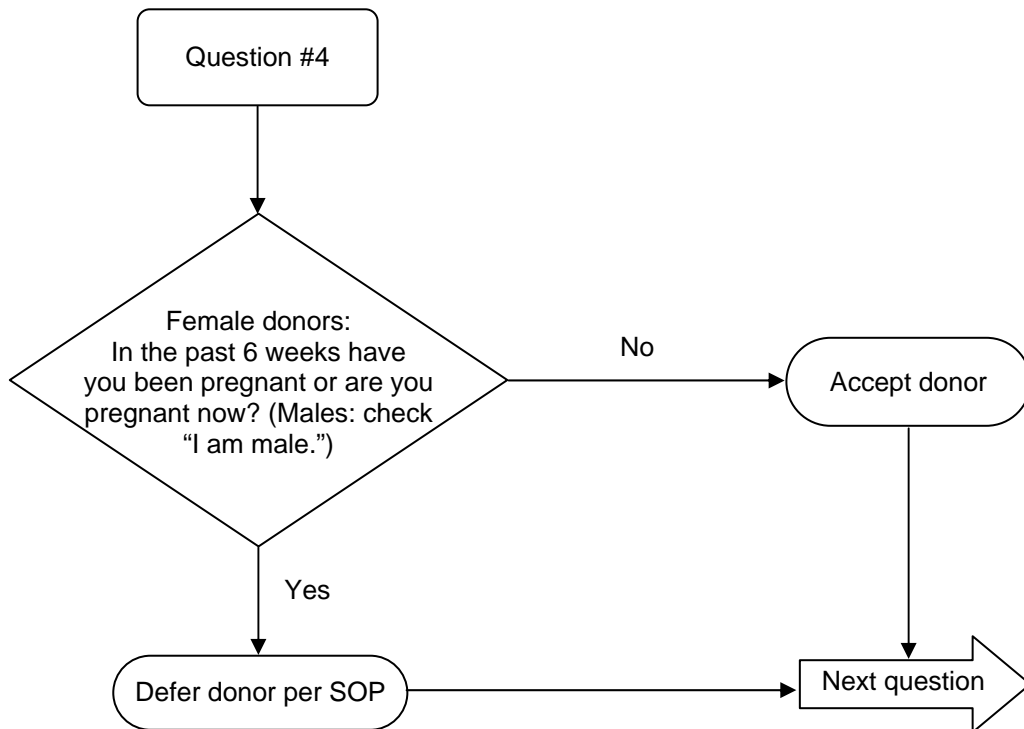 Question #4
Female donors:
In the past 6 weeks have
you been pregnant or are you
pregnant now? (Males: check
“I am male.”)
No
Accept donor
Yes
Defer donor per SOP
Next question